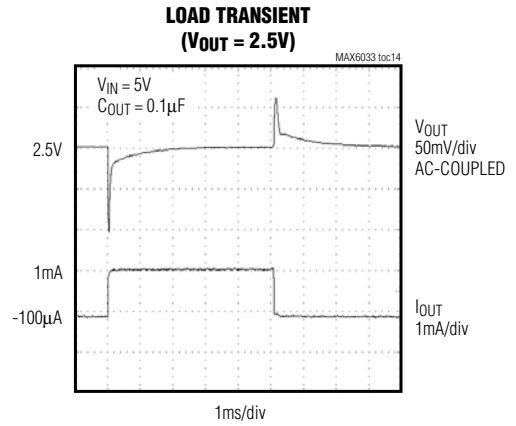 LOAD TRANSIENT
(VOUT = 2.5V)
MAX6033 toc14
VIN = 5V
COUT = 0.1μF
2.5V
VOUT
50mV/div
AC-COUPLED
1mA
-100μA
IOUT
1mA/div
1ms/div